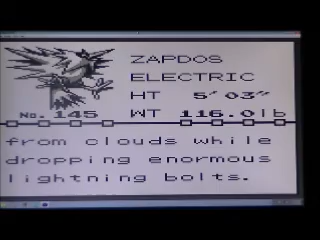 ZAPDOS
ELECTRIC
HT 5'03"
No. 145 WT 116.0lb
from clouds while
dropping enormous
lightning bolts.